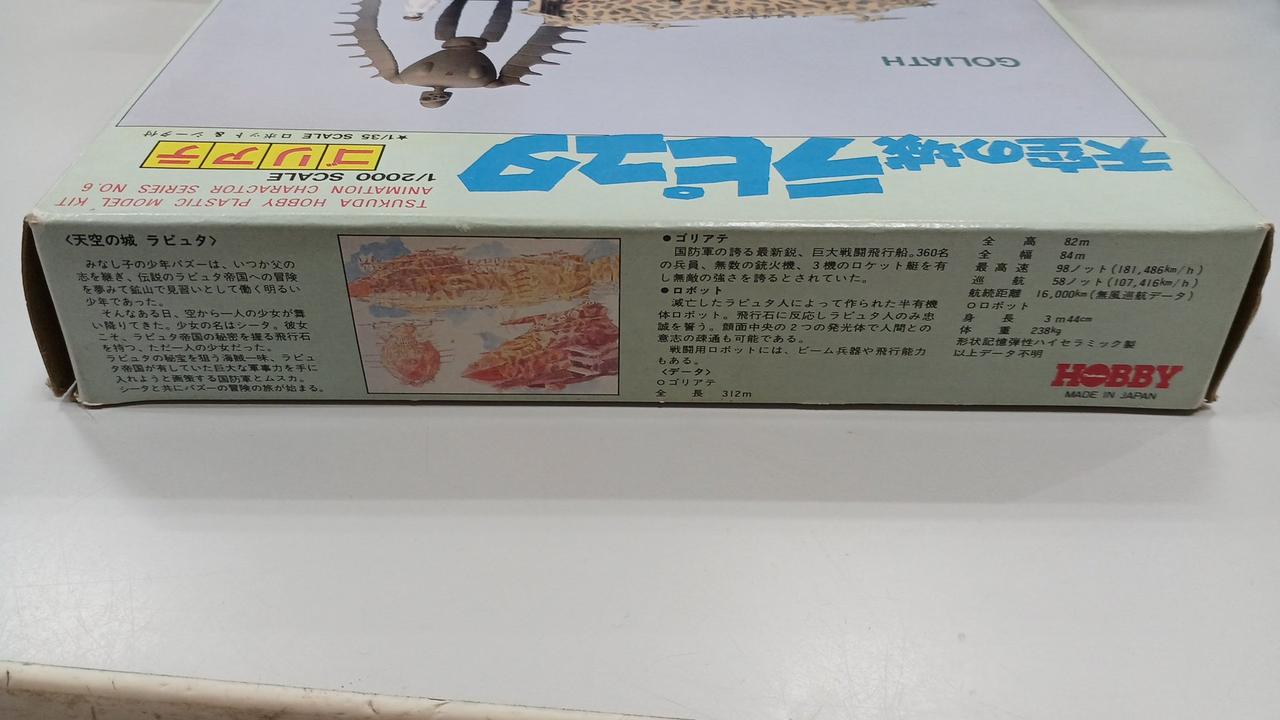 GOLIATH
天空の城ラピュタ
★1/35 SCALE ロボット&シータ付
ゴリアテ
1/2000 SCALE
ANIMATION CHARACTOR SERIES NO.6
TSUKUDA HOBBY PLASTIC MODEL KIT
〈天空の城 ラピュタ〉
みなし子の少年パズーは、いつか父の
志を継ぎ、伝説のラピュタ帝国への冒険
を夢みて鉱山で見習いとして働く明るい
少年であった。
そんなある日、空から一人の少女が舞
い降りてきた。少女の名はシータ。彼女
こそ、ラピュタ帝国の秘密を握る飛行石
を持つ、ただ一人の少女だった。
ラピュタの秘宝を狙う海賊一味、ラピュ
タ帝国が有していた巨大な軍事力を手に
入れようと画策する国防軍とムスカ。
シータと共にパズーの冒険の旅が始まる。
●ゴリアテ
国防軍の誇る最新鋭、巨大戦闘飛行船。360名
の兵員、無数の銃火機、3機のロケット艇を有
し無敵の強さを誇るとされていた。
●ロボット
滅亡したラピュタ人によって作られた半有機
体ロボット。飛行石に反応しラピュタ人のみ忠
誠を誓う。顔面中央の2つの発光体で人間との
意志の疎通も可能である。
戦闘用ロボットには、ビーム兵器や飛行能力
もある。
〈データ〉
○ゴリアテ
全長 312m
全高 82m
全幅 84m
最高速 98ノット(181,486km/h)
巡航 58ノット(107,416km/h)
航続距離 16,000km(無風巡航データ)
○ロボット
身長 3m44cm
体重 238kg
形状記憶弾性ハイセラミック製
以上データ不明
HOBBY
MADE IN JAPAN